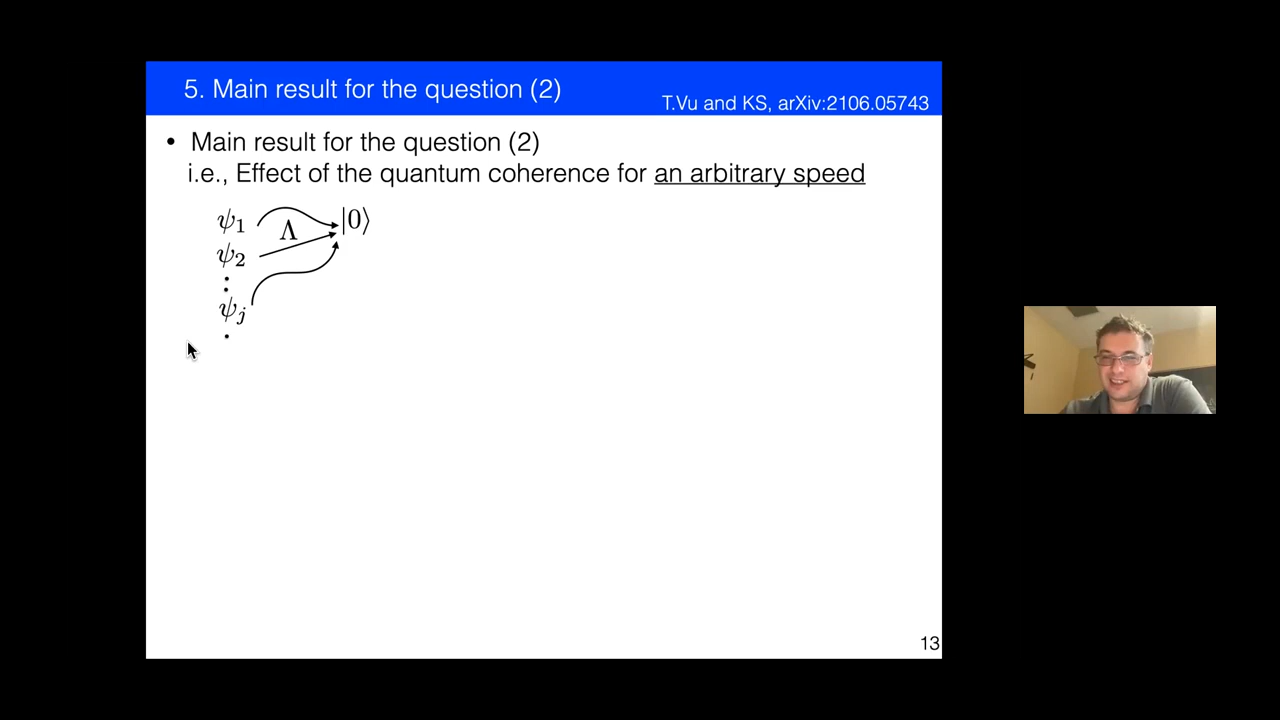 5. Main result for the question (2)
T.Vu and KS, arXiv:2106.05743
• Main result for the question (2)
i.e., Effect of the quantum coherence for an arbitrary speed
ψ₁ Λ |0⟩
ψ₂
⋮
ψⱼ
.
13